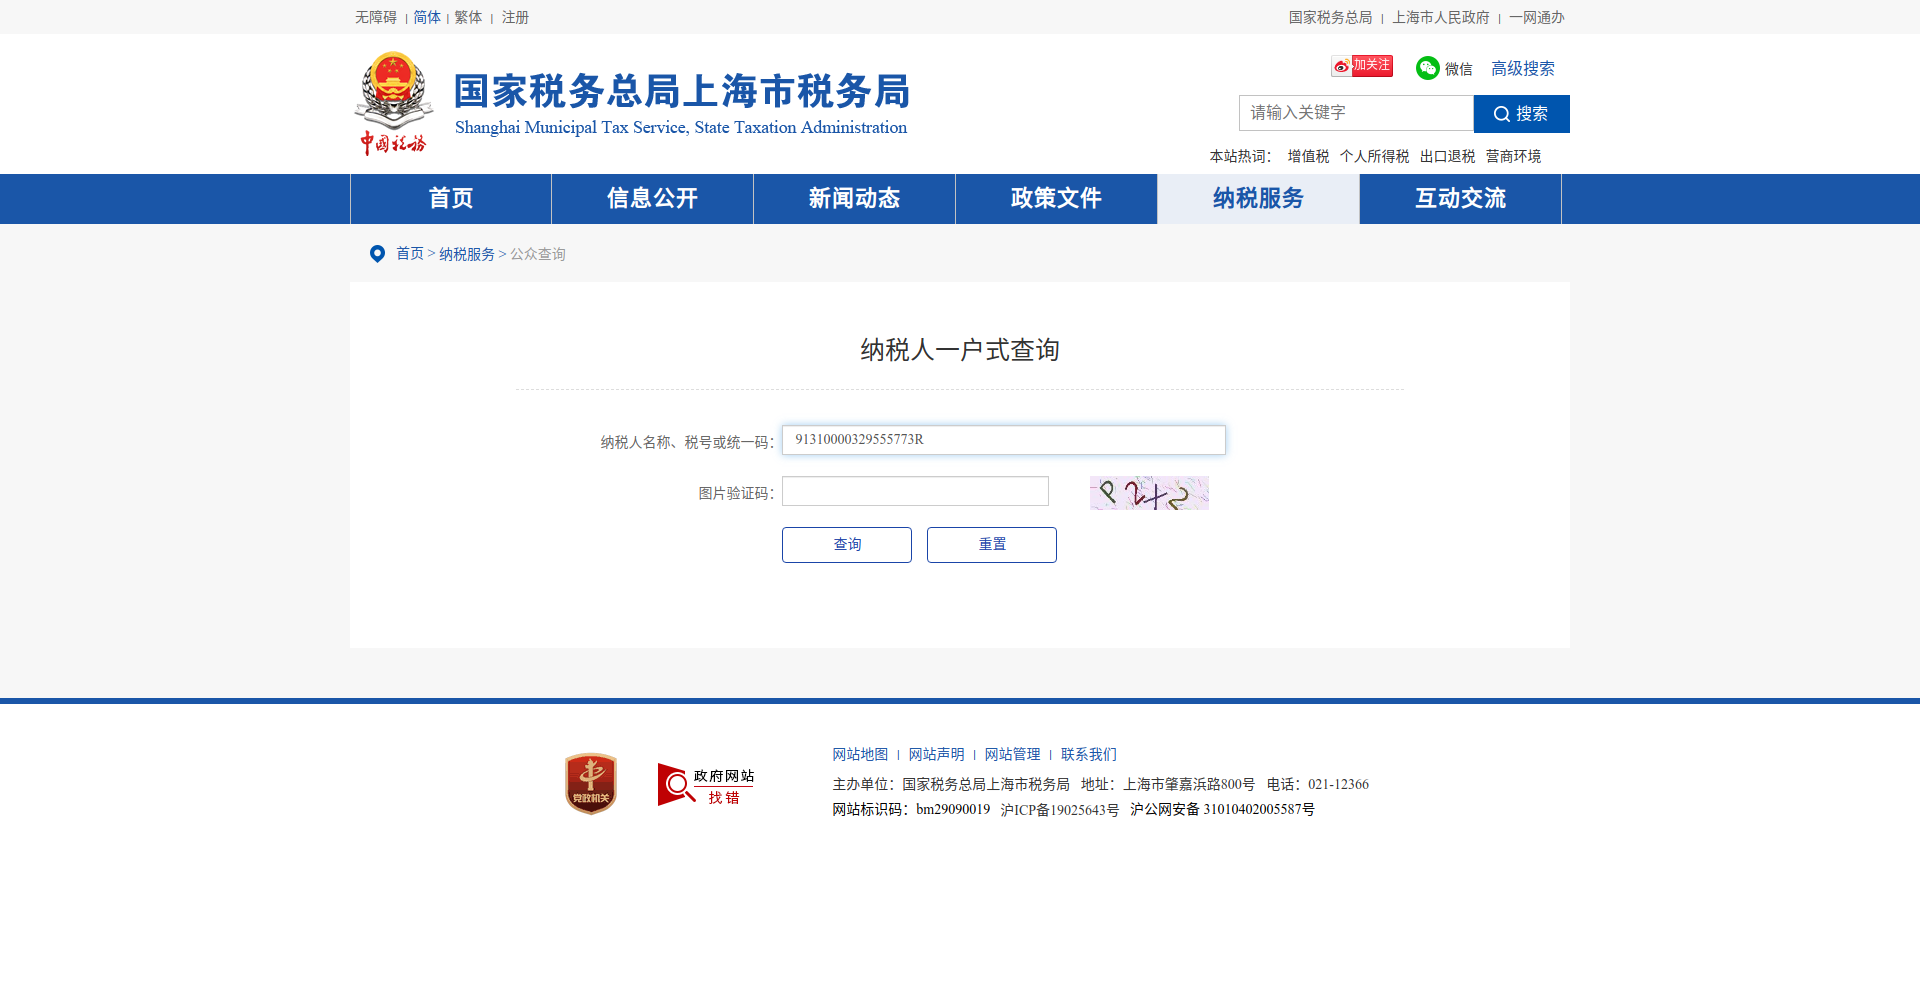 无障碍 | 简体 | 繁体 | 注册
国家税务总局 | 上海市人民政府 | 一网通办
国家税务总局上海市税务局
Shanghai Municipal Tax Service, State Taxation Administration
中国税务
加关注 微信 高级搜索
请输入关键字 搜索
本站热词： 增值税 个人所得税 出口退税 营商环境
首页 信息公开 新闻动态 政策文件 纳税服务 互动交流
首页 > 纳税服务 > 公众查询
纳税人一户式查询
纳税人名称、税号或统一码： 91310000329555773R
图片验证码：
查询 重置
党政机关
政府网站
找错
网站地图 | 网站声明 | 网站管理 | 联系我们
主办单位：国家税务总局上海市税务局 地址：上海市肇嘉浜路800号 电话：021-12366
网站标识码：bm29090019 沪ICP备19025643号 沪公网安备 31010402005587号